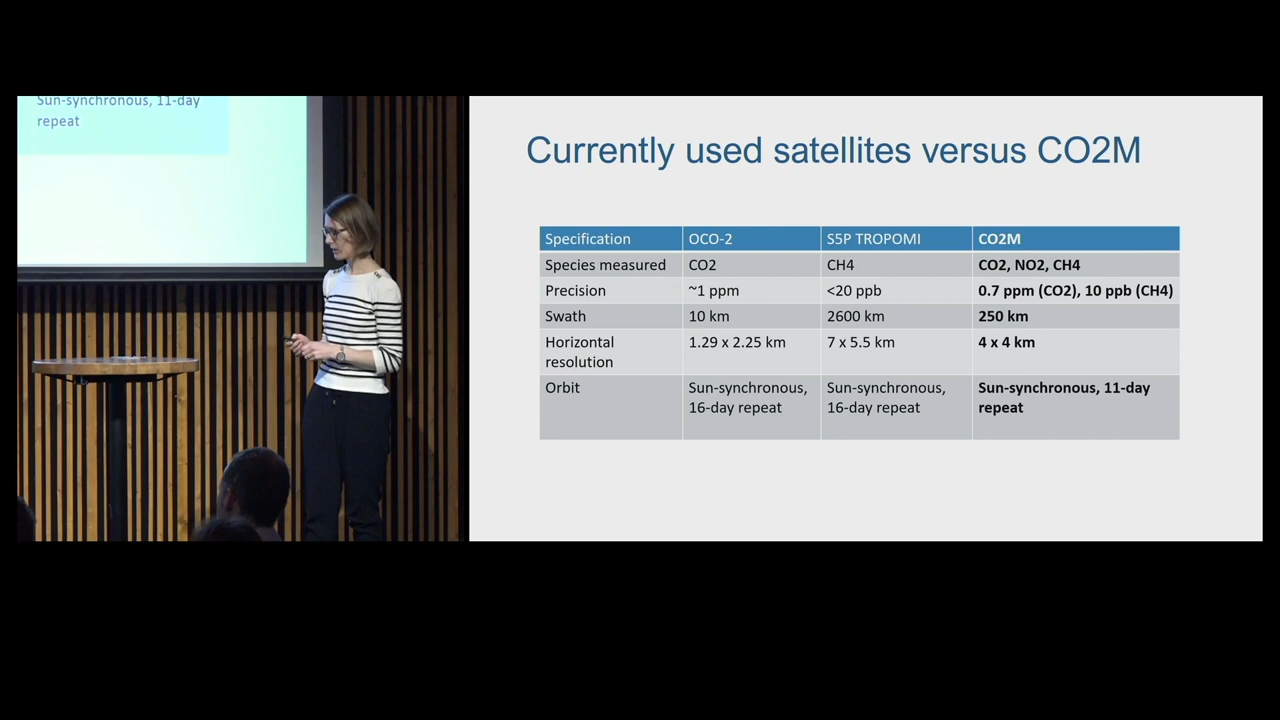 Sun-synchronous, 11-day
repeat
Currently used satellites versus CO2M
Specification OCO-2 S5P TROPOMI CO2M
Species measured CO2 CH4 CO2, NO2, CH4
Precision ~1 ppm <20 ppb 0.7 ppm (CO2), 10 ppb (CH4)
Swath 10 km 2600 km 250 km
Horizontal resolution 1.29 x 2.25 km 7 x 5.5 km 4 x 4 km
Orbit Sun-synchronous, 16-day repeat Sun-synchronous, 16-day repeat Sun-synchronous, 11-day repeat